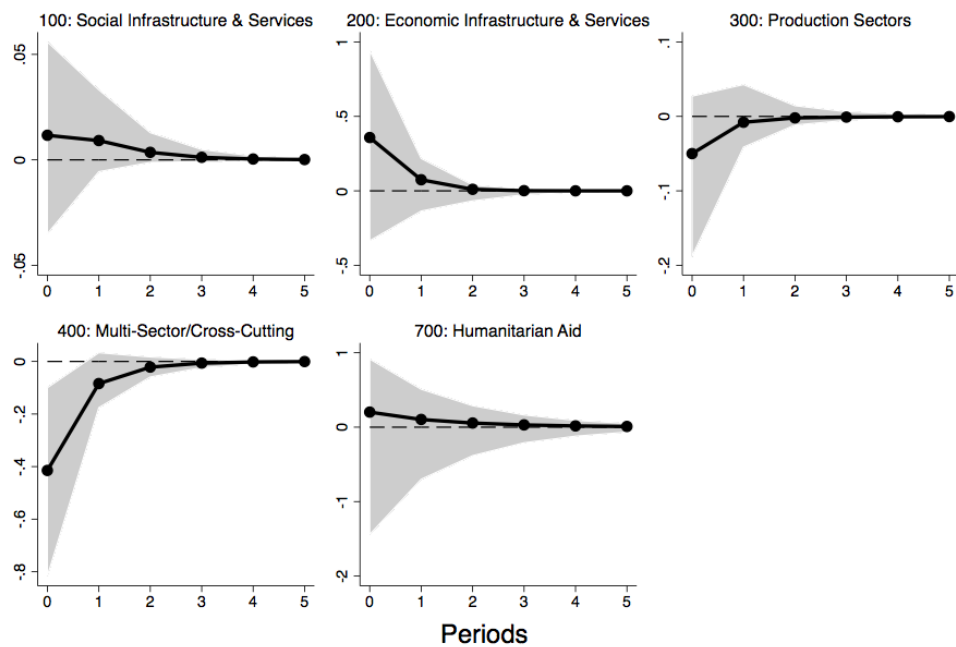 100: Social Infrastructure & Services
200: Economic Infrastructure & Services
300: Production Sectors
.05
0
-.05
0 1 2 3 4 5
1
.5
0
-.5
0 1 2 3 4 5
.1
0
-.1
-.2
0 1 2 3 4 5
400: Multi-Sector/Cross-Cutting
700: Humanitarian Aid
0
-.2
-.4
-.6
-.8
0 1 2 3 4 5
1
0
-1
-2
0 1 2 3 4 5
Periods